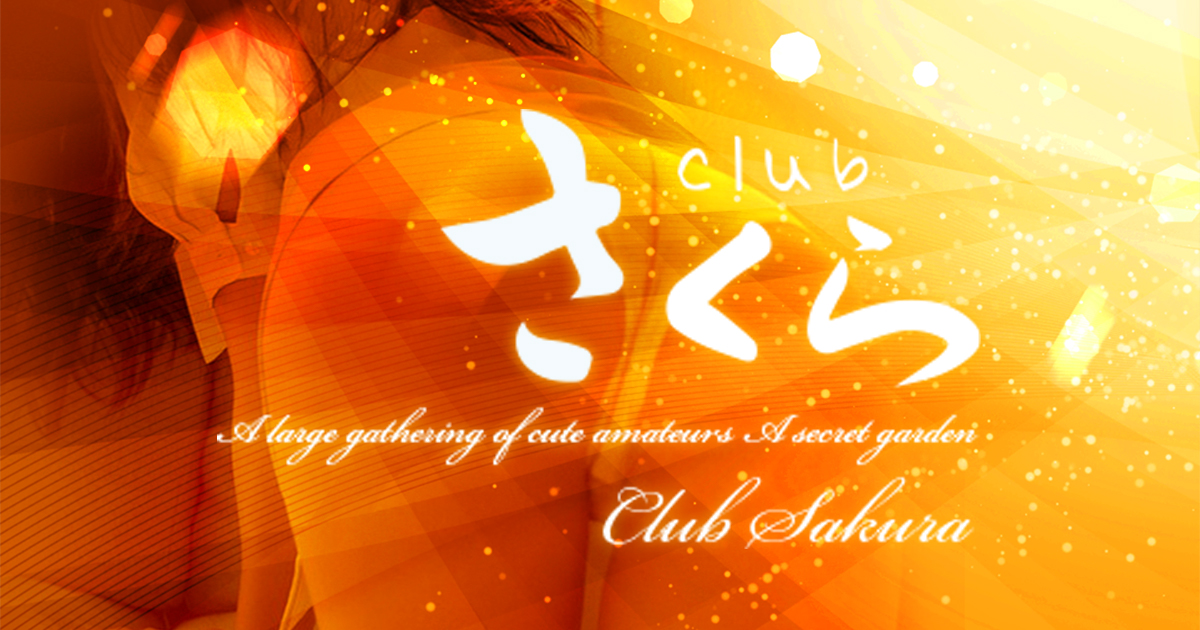 club
さくら
A large gathering of cute amateurs A secret garden
Club Sakura